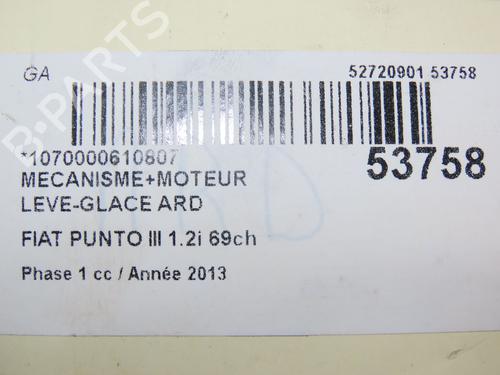 GA
52720901 53758
*1070000610807
53758
MECANISME+MOTEUR
LEVE-GLACE ARD
FIAT PUNTO III 1.2i 69ch
Phase 1 cc / Année 2013
B-PARTS